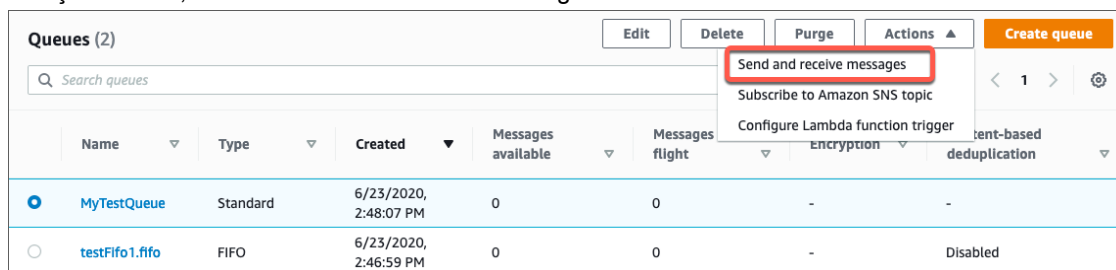 Queues (2)
Edit
Delete
Purge
Actions
Create queue
Search queues
1
Send and receive messages
Subscribe to Amazon SNS topic
Configure Lambda function trigger
Name
Type
Created
Messages
available
Messages
flight
Encryption
deduplication
MyTestQueue
Standard
6/23/2020,
2:48:07 PM
0
0
-
-
testFifo1.fifo
FIFO
6/23/2020,
2:46:59 PM
0
0
-
Disabled